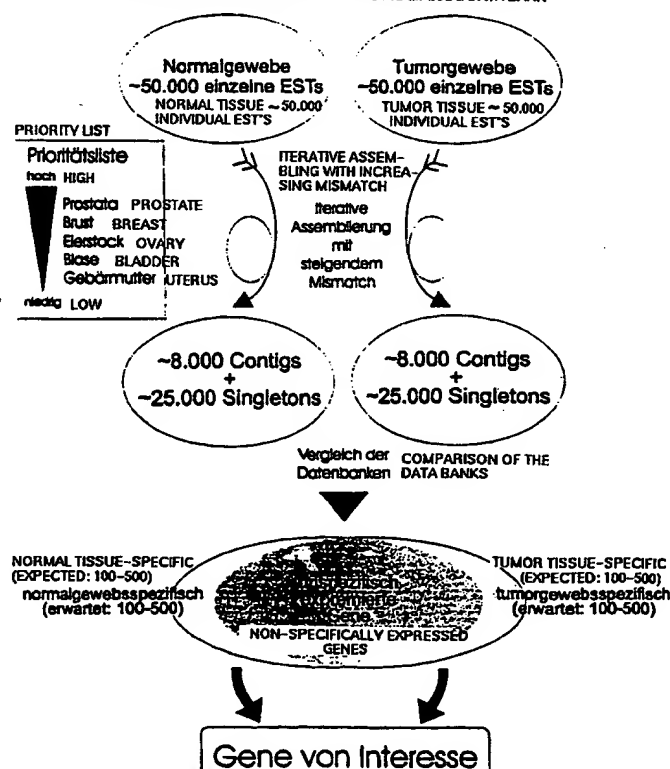 Normalgewebe
~50.000 einzelne ESTs
NORMAL TISSUE ~ 50.000
INDIVIDUAL EST'S
Tumorgewebe
~50.000 einzelne ESTs
TUMOR TISSUE ~ 50.000
INDIVIDUAL EST'S
PRIORITY LIST
Prioritätsliste
hoch HIGH
Prostata PROSTATE
Brust BREAST
Eierstock OVARY
Blase BLADDER
Gebärmutter UTERUS
niedrig LOW
ITERATIVE ASSEM-
BLING WITH INCREA-
SING MISMATCH
Iterative
Assemblierung
mit
steigendem
Mismatch
~8.000 Contigs
+
~25.000 Singletons
~8.000 Contigs
+
~25.000 Singletons
Vergleich der COMPARISON OF THE
Datenbanken DATA BANKS
NORMAL TISSUE-SPECIFIC
(EXPECTED: 100-500)
normalgewebsspezifisch
(erwartet: 100-500)
NON-SPECIFICALLY EXPRESSED
GENES
TUMOR TISSUE-SPECIFIC
(EXPECTED: 100-500)
tumorgewebsspezifisch
(erwartet: 100-500)
Gene von Interesse